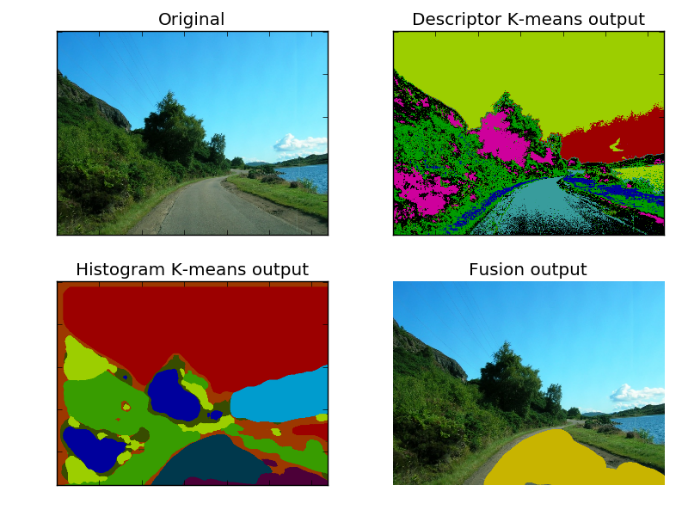 Original
Descriptor K-means output
Histogram K-means output
Fusion output